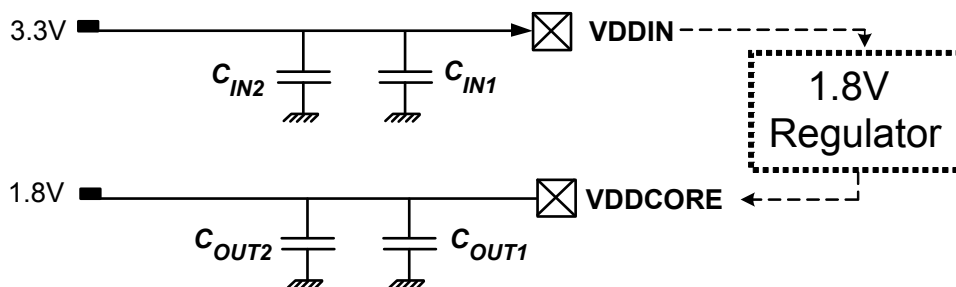 3.3V
VDDIN
C_IN2
C_IN1
1.8V
Regulator
1.8V
VDDCORE
C_OUT2
C_OUT1